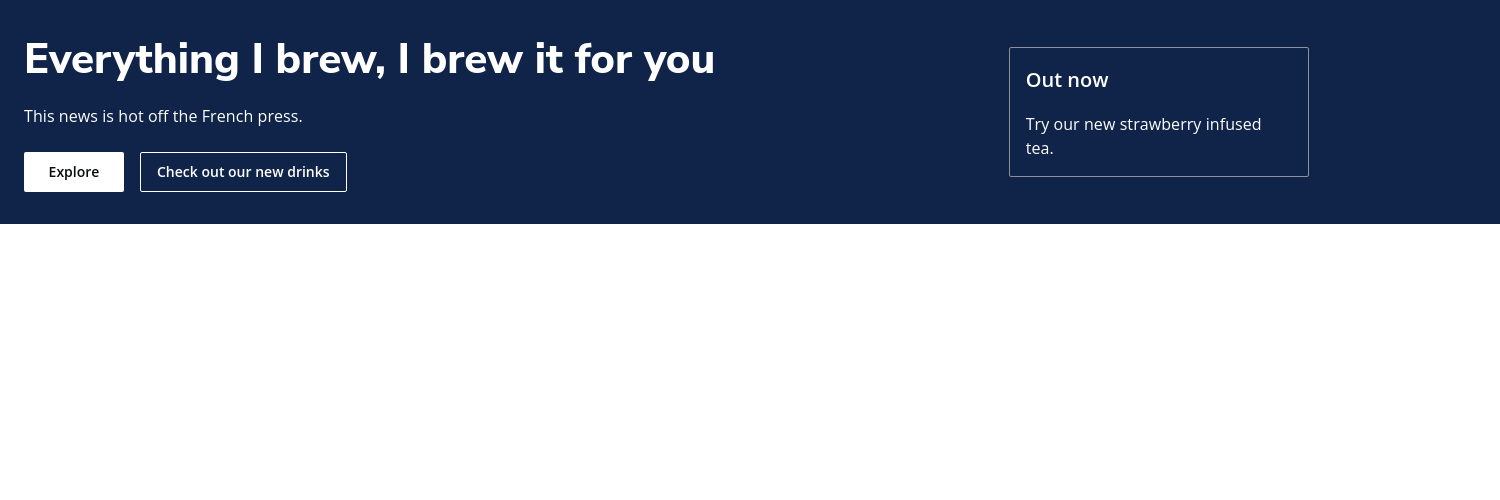 Everything I brew, I brew it for you
This news is hot off the French press.
Explore
Check out our new drinks
Out now
Try our new strawberry infused
tea.